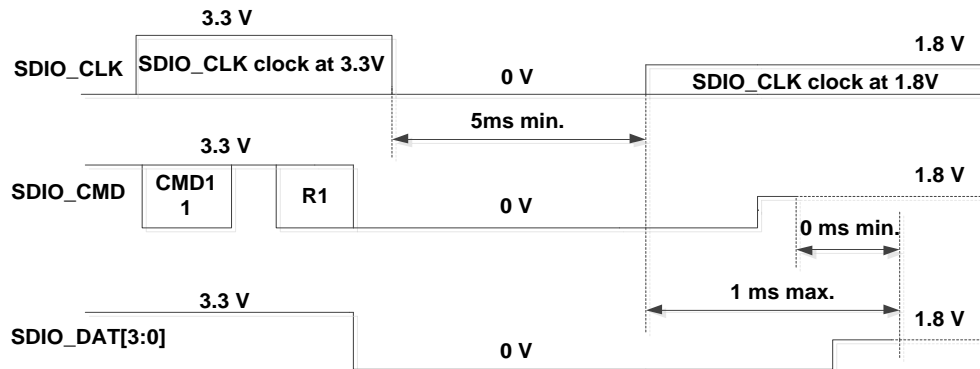 3.3 V
1.8 V
SDIO_CLK
SDIO_CLK clock at 3.3V
0 V
SDIO_CLK clock at 1.8V
5ms min.
3.3 V
1.8 V
SDIO_CMD
CMD1
1
R1
0 V
0 ms min.
1 ms max.
3.3 V
1.8 V
SDIO_DAT[3:0]
0 V